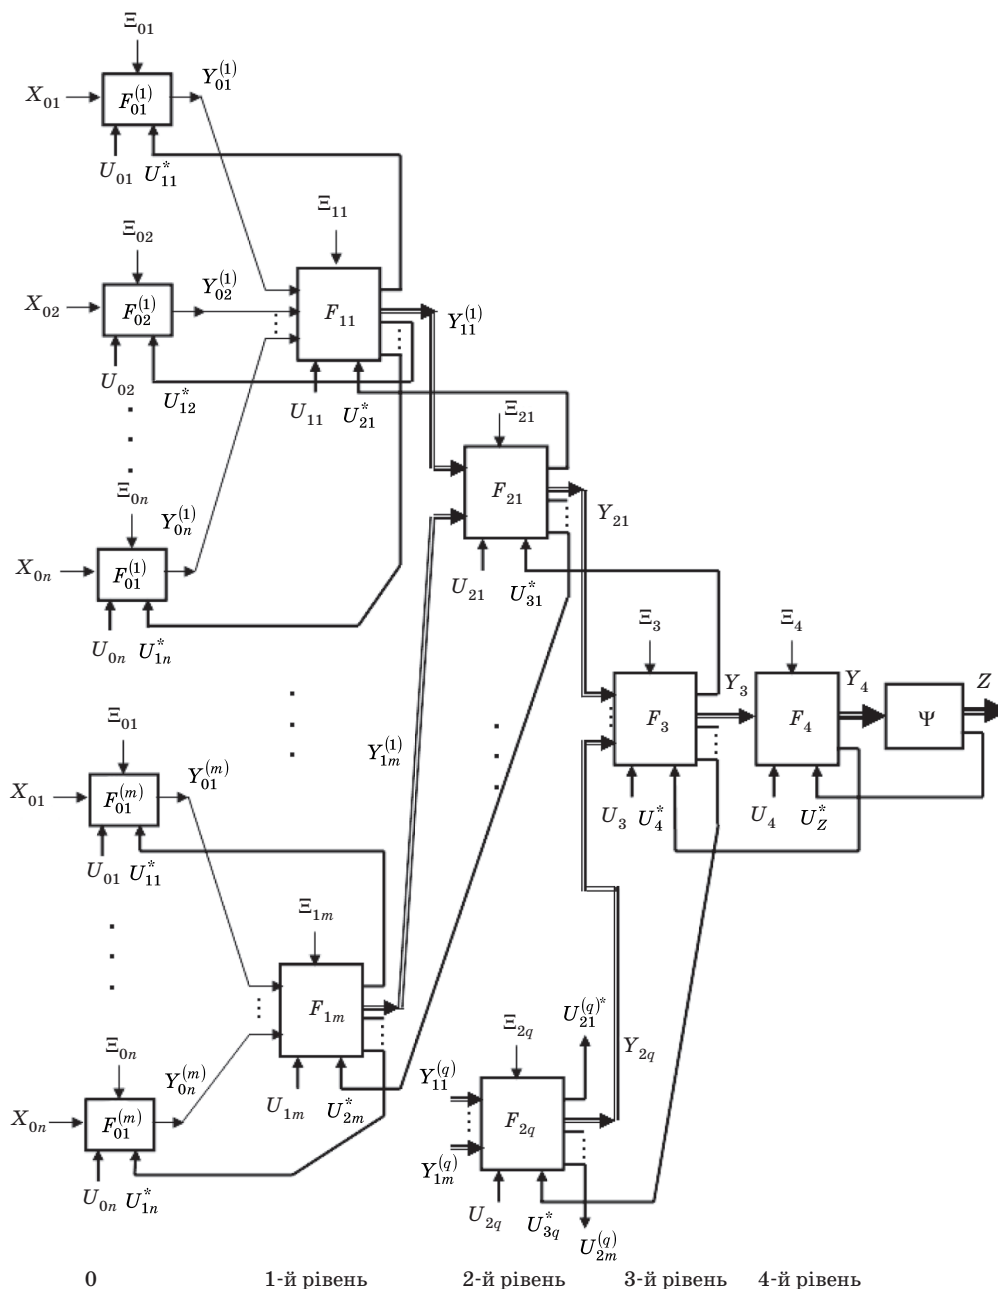 Ξ01
X01 F01(1) Y01(1)
U01 U11*
Ξ02
X02 F02(1) Y02(1)
U02 U12*
Ξ11
F11 Y11(1)
U11 U21*
Ξ0n
X0n F01(1) Y0n(1)
U0n U1n*
Ξ21
F21 Y21
U21 U31*
Ξ01
X01 F01(m) Y01(m)
U01 U11*
Y1m(1)
Ξ3
F3 Y3
U3 U4*
Ξ4
F4 Y4
U4 UZ*
Ψ Z
Ξ1m
F1m
U1m U2m*
Ξ0n
X0n F01(m) Y0n(m)
U0n U1n*
Ξ2q U21(q)*
Y11(q)
F2q Y2q
Y1m(q)
U2q U3q*
U2m(q)
0 1-й рівень 2-й рівень 3-й рівень 4-й рівень